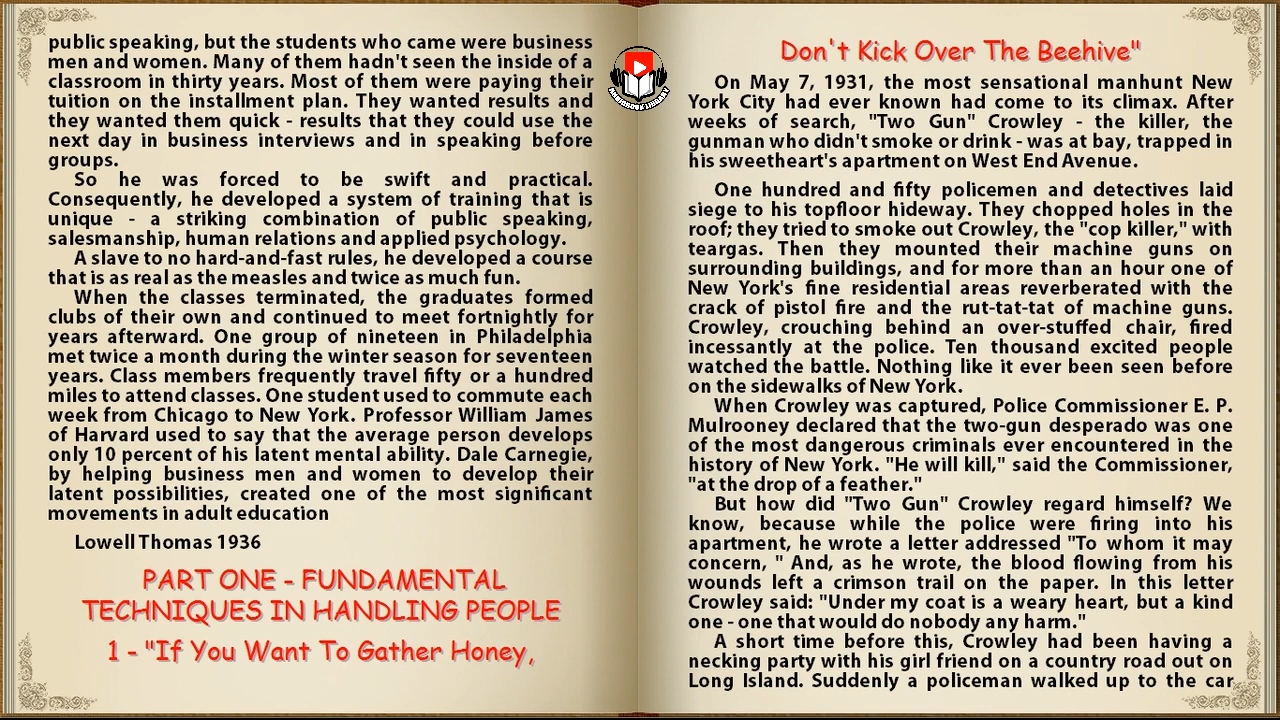 public speaking, but the students who came were business
men and women. Many of them hadn't seen the inside of a
classroom in thirty years. Most of them were paying their
tuition on the installment plan. They wanted results and
they wanted them quick - results that they could use the
next day in business interviews and in speaking before
groups.
So he was forced to be swift and practical.
Consequently, he developed a system of training that is
unique - a striking combination of public speaking,
salesmanship, human relations and applied psychology.
A slave to no hard-and-fast rules, he developed a course
that is as real as the measles and twice as much fun.
When the classes terminated, the graduates formed
clubs of their own and continued to meet fortnightly for
years afterward. One group of nineteen in Philadelphia
met twice a month during the winter season for seventeen
years. Class members frequently travel fifty or a hundred
miles to attend classes. One student used to commute each
week from Chicago to New York. Professor William James
of Harvard used to say that the average person develops
only 10 percent of his latent mental ability. Dale Carnegie,
by helping business men and women to develop their
latent possibilities, created one of the most significant
movements in adult education
Lowell Thomas 1936
PART ONE - FUNDAMENTAL
TECHNIQUES IN HANDLING PEOPLE
1 - "If You Want To Gather Honey,
Don't Kick Over The Beehive"
On May 7, 1931, the most sensational manhunt New
York City had ever known had come to its climax. After
weeks of search, "Two Gun" Crowley - the killer, the
gunman who didn't smoke or drink - was at bay, trapped in
his sweetheart's apartment on West End Avenue.
One hundred and fifty policemen and detectives laid
siege to his topfloor hideway. They chopped holes in the
roof; they tried to smoke out Crowley, the "cop killer," with
teargas. Then they mounted their machine guns on
surrounding buildings, and for more than an hour one of
New York's fine residential areas reverberated with the
crack of pistol fire and the rut-tat-tat of machine guns.
Crowley, crouching behind an over-stuffed chair, fired
incessantly at the police. Ten thousand excited people
watched the battle. Nothing like it ever been seen before
on the sidewalks of New York.
When Crowley was captured, Police Commissioner E. P.
Mulrooney declared that the two-gun desperado was one
of the most dangerous criminals ever encountered in the
history of New York. "He will kill," said the Commissioner,
"at the drop of a feather."
But how did "Two Gun" Crowley regard himself? We
know, because while the police were firing into his
apartment, he wrote a letter addressed "To whom it may
concern, " And, as he wrote, the blood flowing from his
wounds left a crimson trail on the paper. In this letter
Crowley said: "Under my coat is a weary heart, but a kind
one - one that would do nobody any harm."
A short time before this, Crowley had been having a
necking party with his girl friend on a country road out on
Long Island. Suddenly a policeman walked up to the car